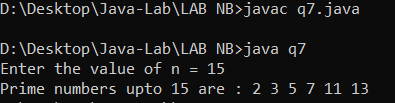 D:\Desktop\Java-Lab\LAB NB>javac q7.java
D:\Desktop\Java-Lab\LAB NB>java q7
Enter the value of n = 15
Prime numbers upto 15 are : 2 3 5 7 11 13